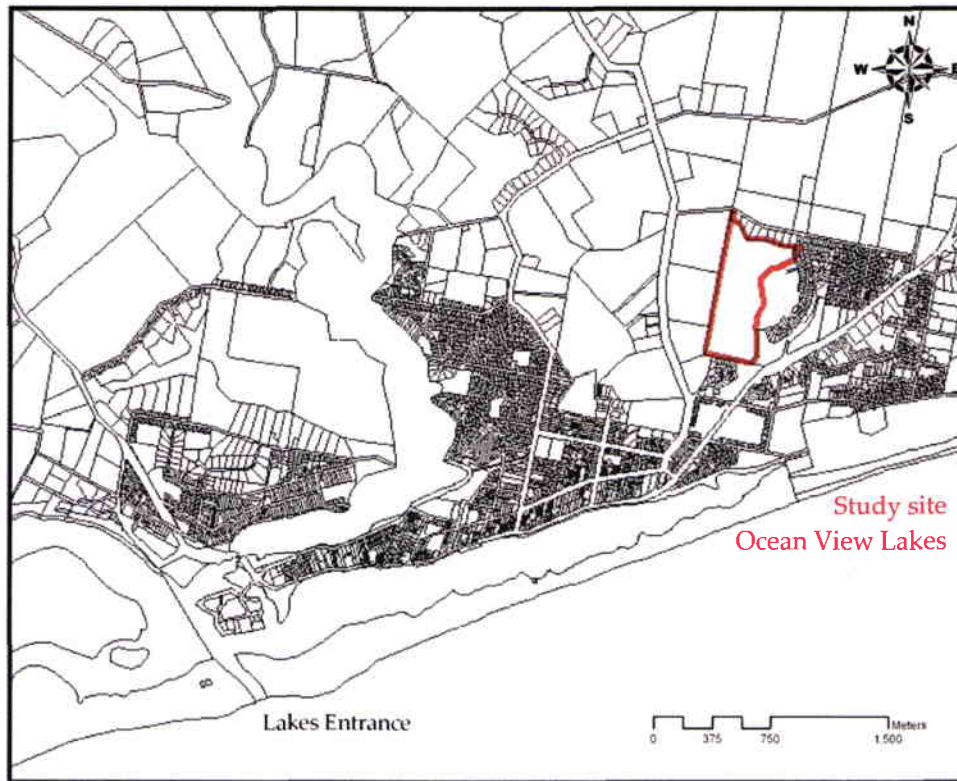 N
W E
S
Study site
Ocean View Lakes
Lakes Entrance
Meters
0 375 750 1.500